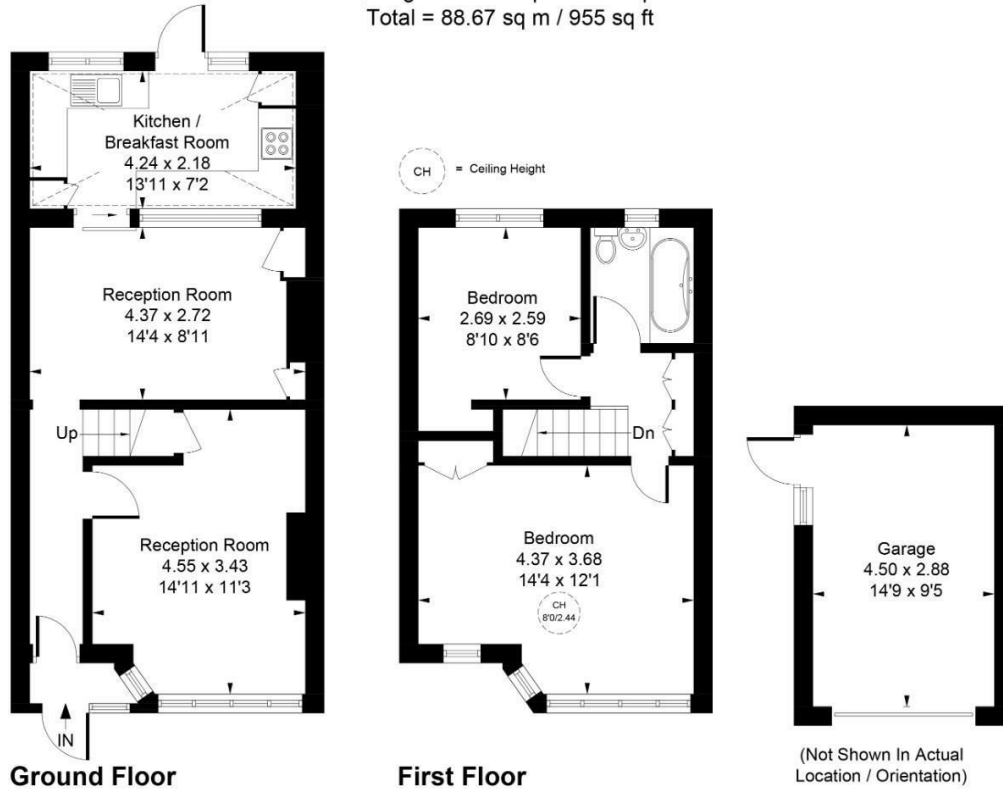 Total = 88.67 sq m / 955 sq ft
Kitchen /
Breakfast Room
4.24 x 2.18
13'11 x 7'2
CH
= Ceiling Height
Reception Room
4.37 x 2.72
14'4 x 8'11
Bedroom
2.69 x 2.59
8'10 x 8'6
Up
Dn
Reception Room
4.55 x 3.43
14'11 x 11'3
Bedroom
4.37 x 3.68
14'4 x 12'1
CH
8'0/2.44
Garage
4.50 x 2.88
14'9 x 9'5
IN
(Not Shown In Actual
Location / Orientation)
Ground Floor
First Floor